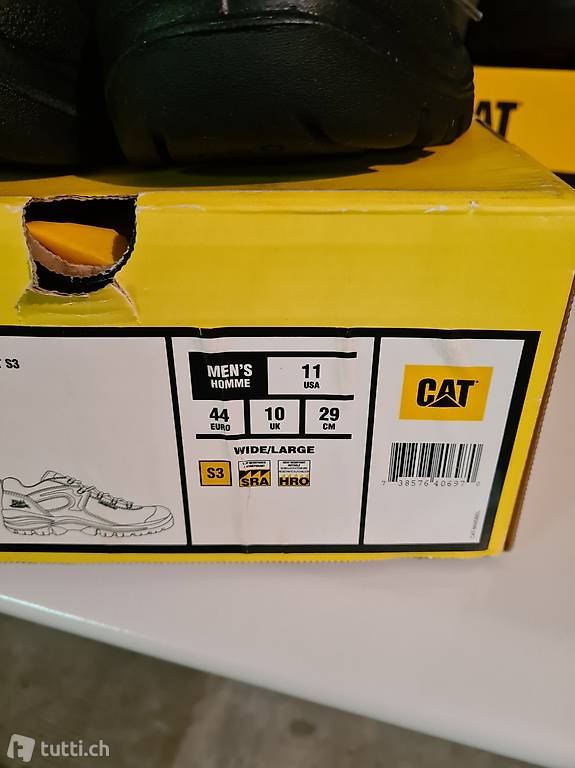 CAT
T S3
MEN'S
HOMME
11
USA
44
EURO
10
UK
29
CM
WIDE/LARGE
S3
SRA
HRO
CAT
7 38576 40697 0
tutti.ch